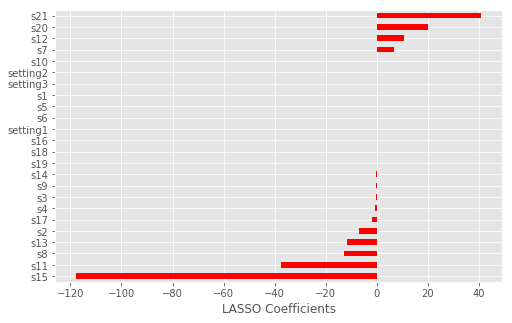 s21
s20
s12
s7
s10
setting2
setting3
s1
s5
s6
setting1
s16
s18
s19
s14
s9
s3
s4
s17
s2
s13
s8
s11
s15
−120 −100 −80 −60 −40 −20 0 20 40
LASSO Coefficients